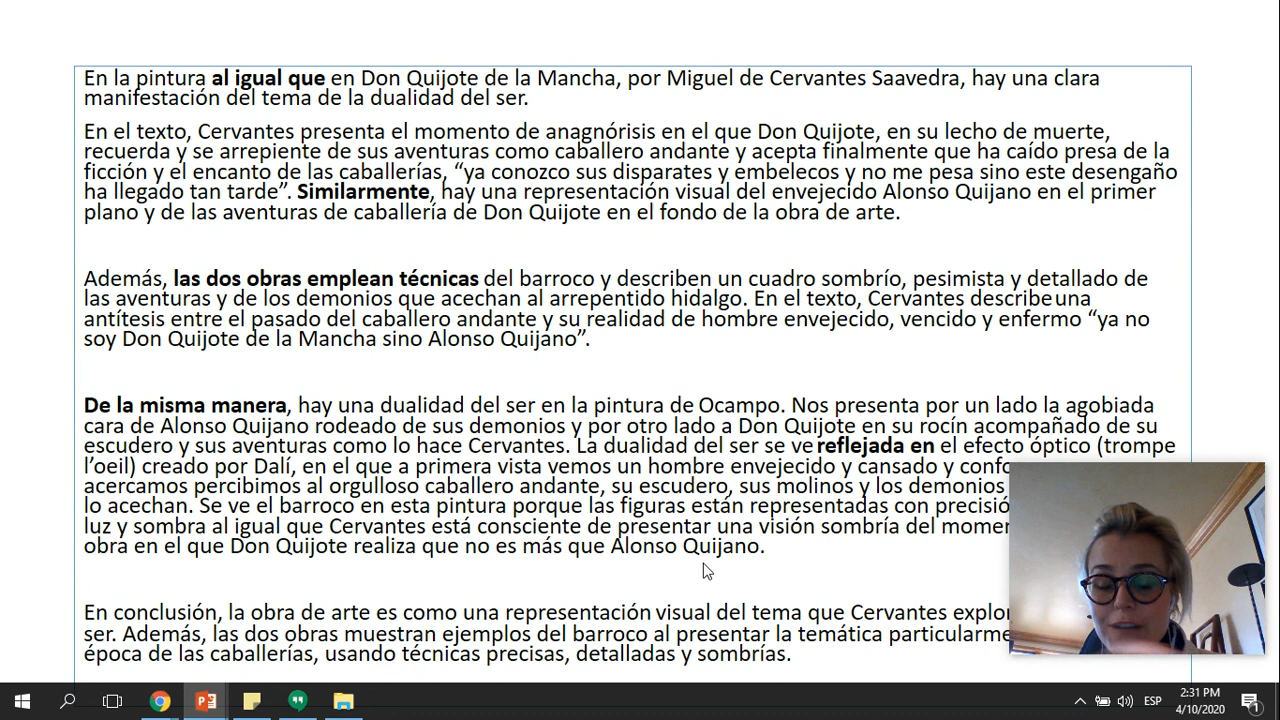 En la pintura al igual que en Don Quijote de la Mancha, por Miguel de Cervantes Saavedra, hay una clara
manifestación del tema de la dualidad del ser.
En el texto, Cervantes presenta el momento de anagnórisis en el que Don Quijote, en su lecho de muerte,
recuerda y se arrepiente de sus aventuras como caballero andante y acepta finalmente que ha caído presa de la
ficción y el encanto de las caballerías, “ya conozco sus disparates y embelecos y no me pesa sino este desengaño
ha llegado tan tarde”. Similarmente, hay una representación visual del envejecido Alonso Quijano en el primer
plano y de las aventuras de caballería de Don Quijote en el fondo de la obra de arte.
Además, las dos obras emplean técnicas del barroco y describen un cuadro sombrío, pesimista y detallado de
las aventuras y de los demonios que acechan al arrepentido hidalgo. En el texto, Cervantes describe una
antítesis entre el pasado del caballero andante y su realidad de hombre envejecido, vencido y enfermo “ya no
soy Don Quijote de la Mancha sino Alonso Quijano”.
De la misma manera, hay una dualidad del ser en la pintura de Ocampo. Nos presenta por un lado la agobiada
cara de Alonso Quijano rodeado de sus demonios y por otro lado a Don Quijote en su rocín acompañado de su
escudero y sus aventuras como lo hace Cervantes. La dualidad del ser se ve reflejada en el efecto óptico (trompe
l’oeil) creado por Dalí, en el que a primera vista vemos un hombre envejecido y cansado y
acercamos percibimos al orgulloso caballero andante, su escudero, sus molinos y los demonios
lo acechan. Se ve el barroco en esta pintura porque las figuras están representadas con
luz y sombra al igual que Cervantes está consciente de presentar una visión sombría del
obra en el que Don Quijote realiza que no es más que Alonso Quijano.
En conclusión, la obra de arte es como una representación visual del tema que Cervantes
ser. Además, las dos obras muestran ejemplos del barroco al presentar la temática
época de las caballerías, usando técnicas precisas, detalladas y sombrías.
ESP
2:31 PM
4/10/2020
1